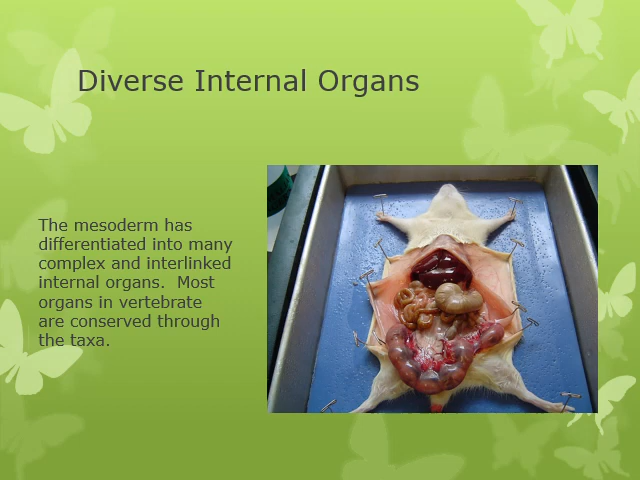 Diverse Internal Organs
The mesoderm has
differentiated into many
complex and interlinked
internal organs.  Most
organs in vertebrate
are conserved through
the taxa.